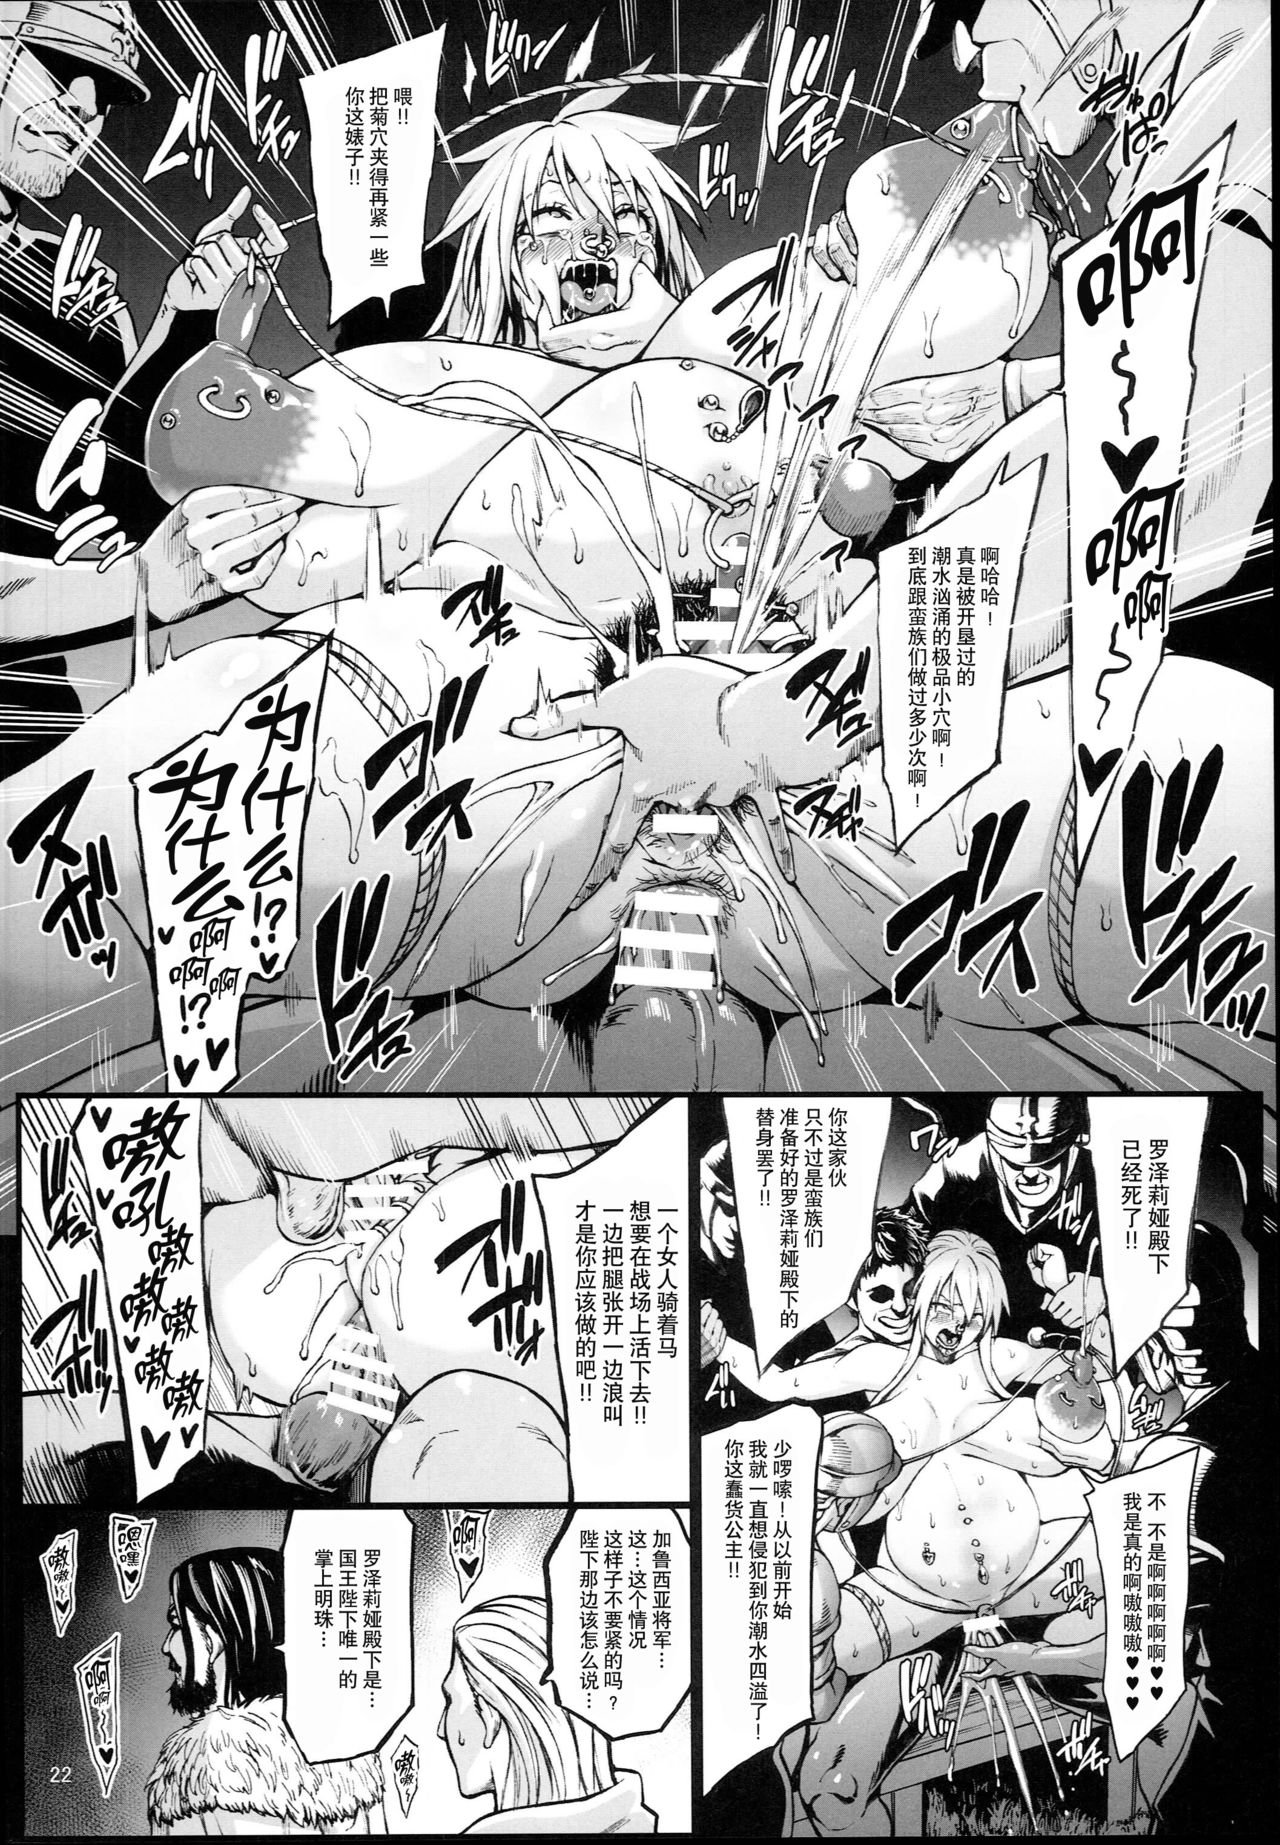 啊
啊
啊
啊哈哈！
真是被开垦过的
潮水汹涌的极品小穴啊！
到底跟蛮族们做过多少次啊！
喂!!
把菊穴夹得再紧一些
你这婊子!!
为什么!?
为什么啊啊啊!?
罗泽莉娅殿下
已经死了!!
你这家伙
只不过是蛮族们
准备好的罗泽莉娅殿下的
替身罢了!!
不 不是啊啊啊啊
我是真的啊嗷嗷嗷
少啰嗦！从以前开始
我就一直想侵犯到你潮水四溢了！
你这蠢货公主!!
一个女人骑着马
想要在战场上活下去!!
一边把腿张开一边浪叫
才是你应该做的吧!!
嗷吼嗷嗷嗷嗷嗷
加鲁西亚将军
这…这个情况
这样子不要紧的吗？
陛下那边该怎么说…
啊
罗泽莉娅殿下是…
国王陛下唯一的
掌上明珠…
嗯嘿
嗷嗷
啊啊
嗷嗷
22